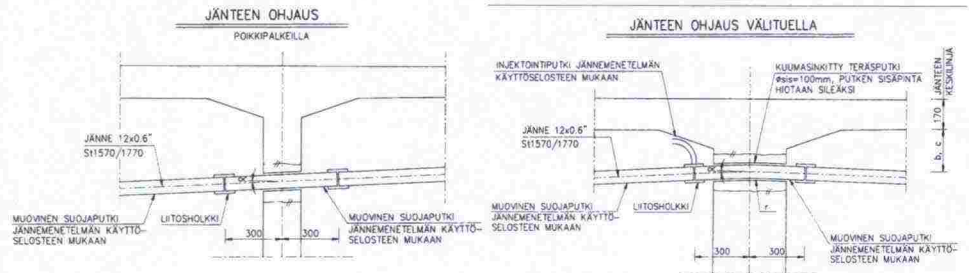 JÄNTEEN OHJAUS
POIKKIPALKEILLA
JÄNNE 12x0.6"
St1570/1770
MUOVINEN SUOJAPUTKI
JÄNNEMENETELMÄN KÄYTTÖ-
SELOSTEEN MUKAAN
LIITOSHOLKKI
MUOVINEN SUOJAPUTKI
JÄNNEMENETELMÄN KÄYTTÖ-
SELOSTEEN MUKAAN
300
300
JÄNTEEN OHJAUS VÄLITUELLA
INJEKTOINTIPUTKI JÄNNEMENETELMÄN
KÄYTTÖSELOSTEEN MUKAAN
KUUMASINKITTY TERÄSPUTKI
øsis=100mm, PUTKEN SISÄPINTA
HIOTAAN SILEÄKSI
JÄNTEEN
KESKILINJA
170
b, c
JÄNNE 12x0.6"
St1570/1770
MUOVINEN SUOJAPUTKI
JÄNNEMENETELMÄN KÄYTTÖ-
SELOSTEEN MUKAAN
LIITOSHOLKKI
r
300
300
MUOVINEN SUOJAPUTKI
JÄNNEMENETELMÄN KÄYTTÖ-
SELOSTEEN MUKAAN